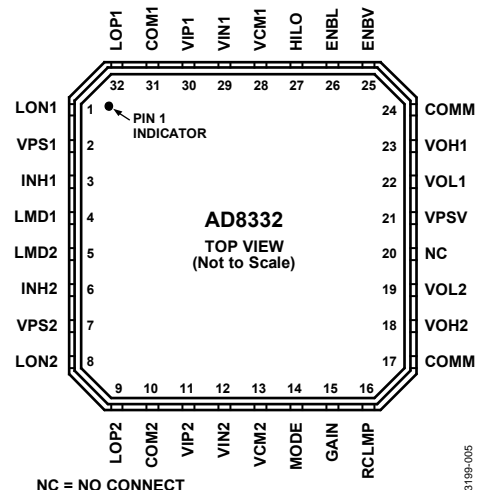 LOP1 COM1 VIP1 VIN1 VCM1 HILO ENBL ENBV
32 31 30 29 28 27 26 25
LON1 1
VPS1 2
INH1 3
LMD1 4
LMD2 5
INH2 6
VPS2 7
LON2 8
PIN 1
INDICATOR
AD8332
TOP VIEW
(Not to Scale)
24 COMM
23 VOH1
22 VOL1
21 VPSV
20 NC
19 VOL2
18 VOH2
17 COMM
9 10 11 12 13 14 15 16
LOP2 COM2 VIP2 VIN2 VCM2 MODE GAIN RCLMP
NC = NO CONNECT
3199-005